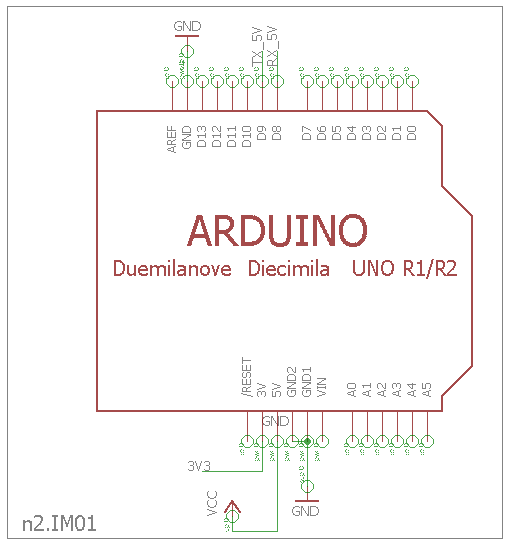 GND
TX_5V
RX_5V
AREF
GND
D13
D12
D11
D10
D9
D8
D7
D6
D5
D4
D3
D2
D1
D0
ARDUINO
Duemilanove Diecimila UNO R1/R2
/RESET
3V
5V
GND2
GND1
VIN
A0
A1
A2
A3
A4
A5
GND
3V3
VCC
GND
n2.IM01